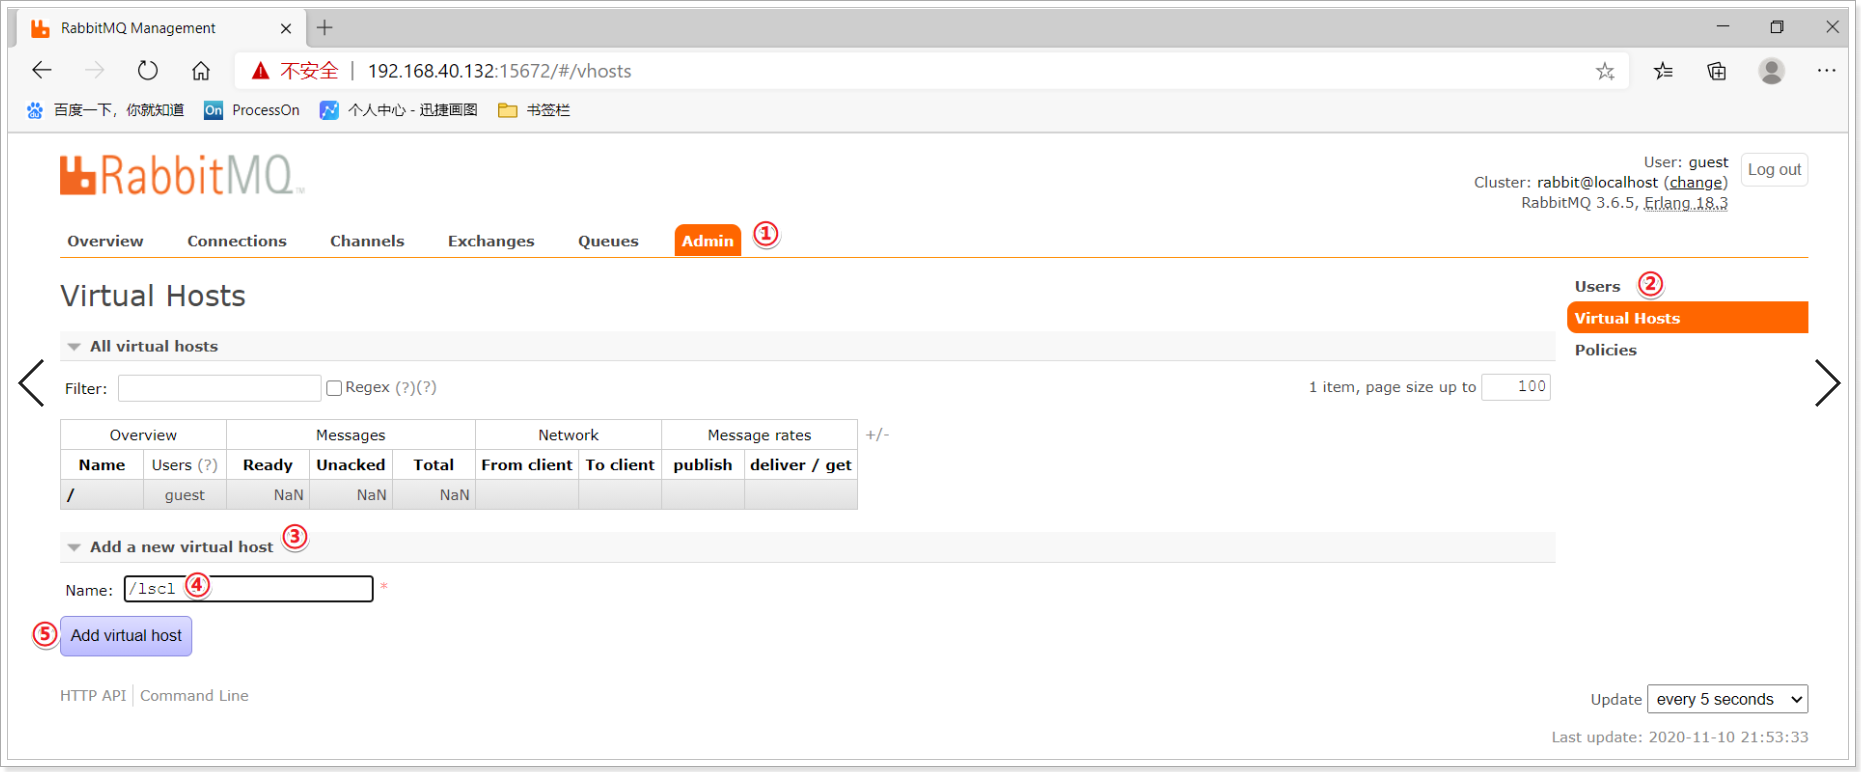 RabbitMQ Management
不安全 | 192.168.40.132:15672/#/vhosts
百度一下，你就知道 On ProcessOn 个人中心 - 迅捷画图 书签栏
RabbitMQ™
User: guest
Log out
Cluster: rabbit@localhost (change)
RabbitMQ 3.6.5, Erlang 18.3
Overview Connections Channels Exchanges Queues Admin ①
Virtual Hosts
Users ②
Virtual Hosts
Policies
All virtual hosts
Filter: Regex (?)(?)
1 item, page size up to 100
Overview Messages Network Message rates +/-
Name Users (?) Ready Unacked Total From client To client publish deliver / get
/ guest NaN NaN NaN
Add a new virtual host ③
Name: /lscl ④ *
⑤ Add virtual host
HTTP API | Command Line
Update every 5 seconds
Last update: 2020-11-10 21:53:33